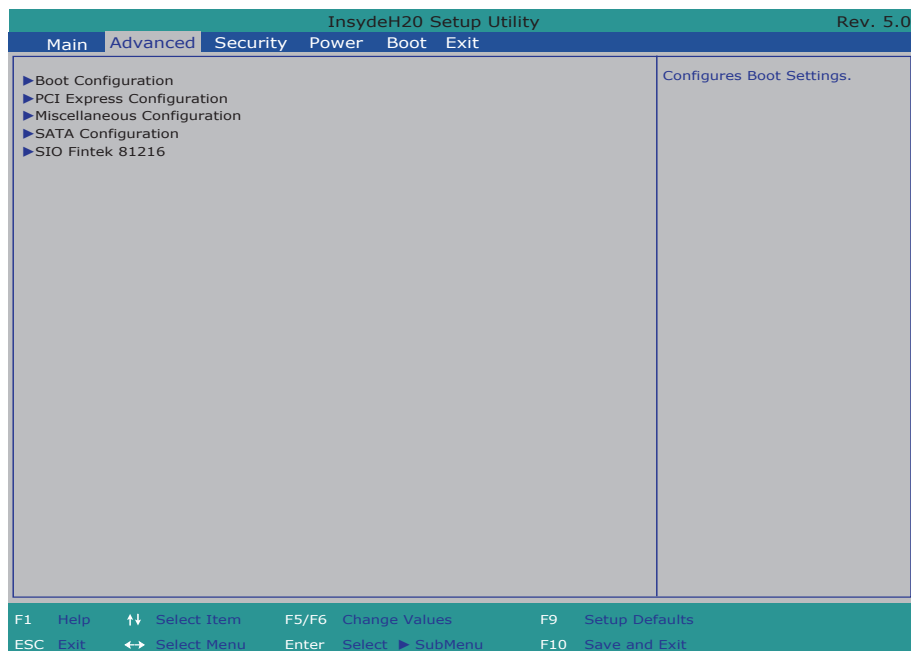 InsydeH20 Setup Utility Rev. 5.0
Main Advanced Security Power Boot Exit
►Boot Configuration
►PCI Express Configuration
►Miscellaneous Configuration
►SATA Configuration
►SIO Fintek 81216
Configures Boot Settings.
F1 Help ↑↓ Select Item F5/F6 Change Values F9 Setup Defaults
ESC Exit ↔ Select Menu Enter Select ► SubMenu F10 Save and Exit